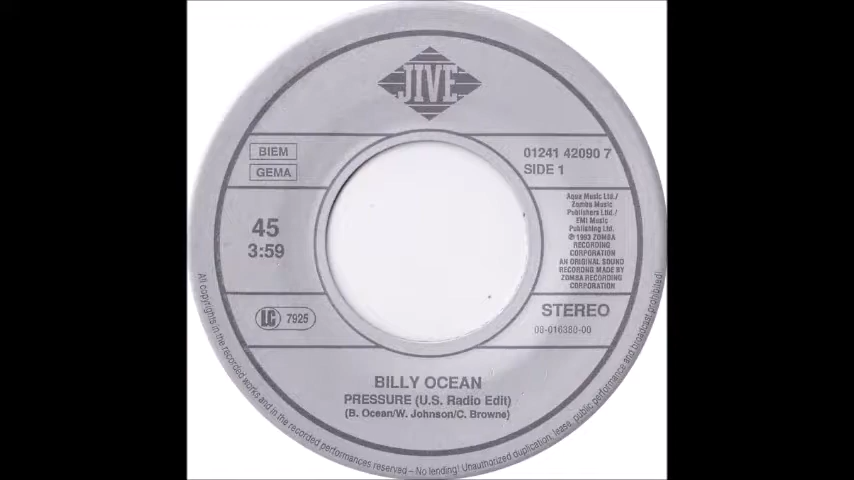 JIVE
BIEM
GEMA
01241 42090 7
SIDE 1
45
3:59
Aqua Music Ltd./
Zomba Music
Publishers Ltd./
EMI Music
Publishing Ltd.
℗ 1993 ZOMBA
RECORDING
CORPORATION
AN ORIGINAL SOUND
RECORDING MADE BY
ZOMBA RECORDING
CORPORATION
LC 7925
STEREO
00-016380-00
BILLY OCEAN
PRESSURE (U.S. Radio Edit)
(B. Ocean/W. Johnson/C. Browne)
All copyrights in the recorded works and in the recorded performances reserved – No lending! Unauthorized duplication, lease, public performance and broadcast prohibited!